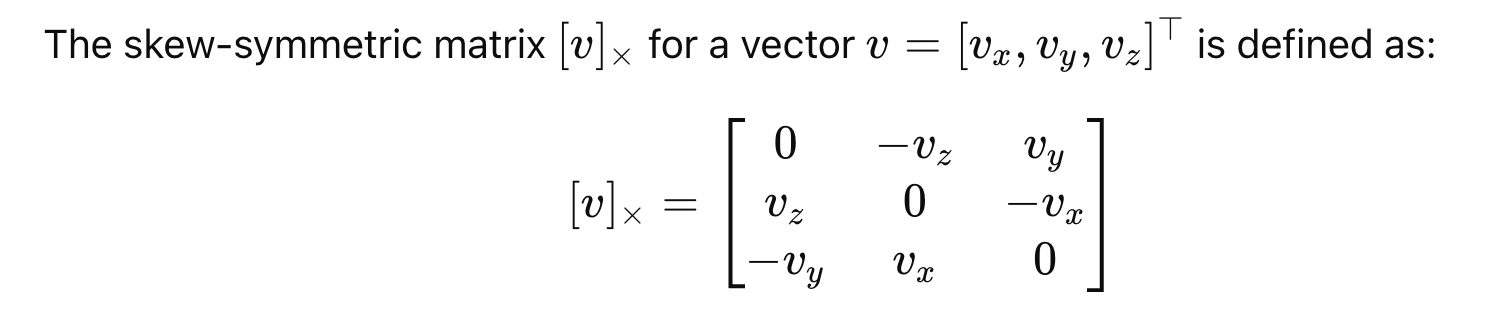 The skew-symmetric matrix [v]× for a vector v = [vx, vy, vz]⊤ is defined as:
[v]× = [ 0 −vz vy
vz 0 −vx
−vy vx 0 ]